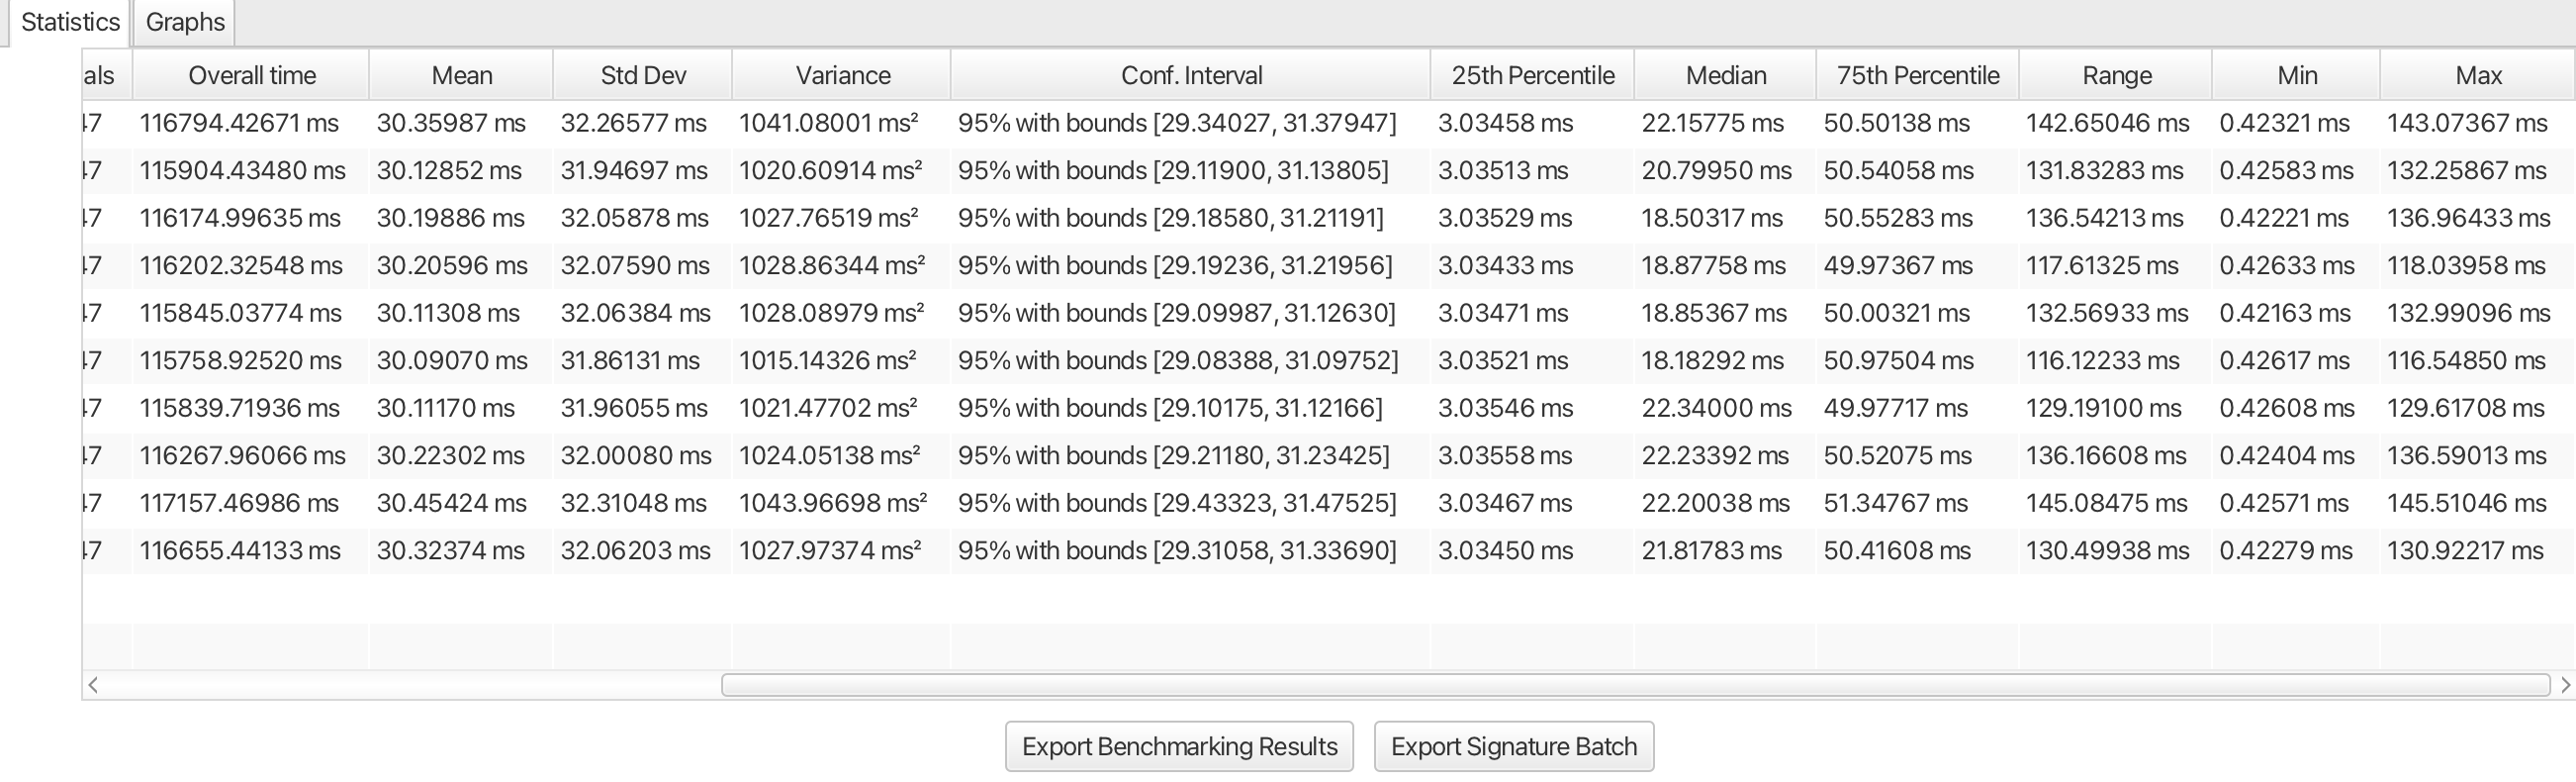 Statistics Graphs
als Overall time Mean Std Dev Variance Conf. Interval 25th Percentile Median 75th Percentile Range Min Max
47 116794.42671 ms 30.35987 ms 32.26577 ms 1041.08001 ms² 95% with bounds [29.34027, 31.37947] 3.03458 ms 22.15775 ms 50.50138 ms 142.65046 ms 0.42321 ms 143.07367 ms
47 115904.43480 ms 30.12852 ms 31.94697 ms 1020.60914 ms² 95% with bounds [29.11900, 31.13805] 3.03513 ms 20.79950 ms 50.54058 ms 131.83283 ms 0.42583 ms 132.25867 ms
47 116174.99635 ms 30.19886 ms 32.05878 ms 1027.76519 ms² 95% with bounds [29.18580, 31.21191] 3.03529 ms 18.50317 ms 50.55283 ms 136.54213 ms 0.42221 ms 136.96433 ms
47 116202.32548 ms 30.20596 ms 32.07590 ms 1028.86344 ms² 95% with bounds [29.19236, 31.21956] 3.03433 ms 18.87758 ms 49.97367 ms 117.61325 ms 0.42633 ms 118.03958 ms
47 115845.03774 ms 30.11308 ms 32.06384 ms 1028.08979 ms² 95% with bounds [29.09987, 31.12630] 3.03471 ms 18.85367 ms 50.00321 ms 132.56933 ms 0.42163 ms 132.99096 ms
47 115758.92520 ms 30.09070 ms 31.86131 ms 1015.14326 ms² 95% with bounds [29.08388, 31.09752] 3.03521 ms 18.18292 ms 50.97504 ms 116.12233 ms 0.42617 ms 116.54850 ms
47 115839.71936 ms 30.11170 ms 31.96055 ms 1021.47702 ms² 95% with bounds [29.10175, 31.12166] 3.03546 ms 22.34000 ms 49.97717 ms 129.19100 ms 0.42608 ms 129.61708 ms
47 116267.96066 ms 30.22302 ms 32.00080 ms 1024.05138 ms² 95% with bounds [29.21180, 31.23425] 3.03558 ms 22.23392 ms 50.52075 ms 136.16608 ms 0.42404 ms 136.59013 ms
47 117157.46986 ms 30.45424 ms 32.31048 ms 1043.96698 ms² 95% with bounds [29.43323, 31.47525] 3.03467 ms 22.20038 ms 51.34767 ms 145.08475 ms 0.42571 ms 145.51046 ms
47 116655.44133 ms 30.32374 ms 32.06203 ms 1027.97374 ms² 95% with bounds [29.31058, 31.33690] 3.03450 ms 21.81783 ms 50.41608 ms 130.49938 ms 0.42279 ms 130.92217 ms
Export Benchmarking Results Export Signature Batch